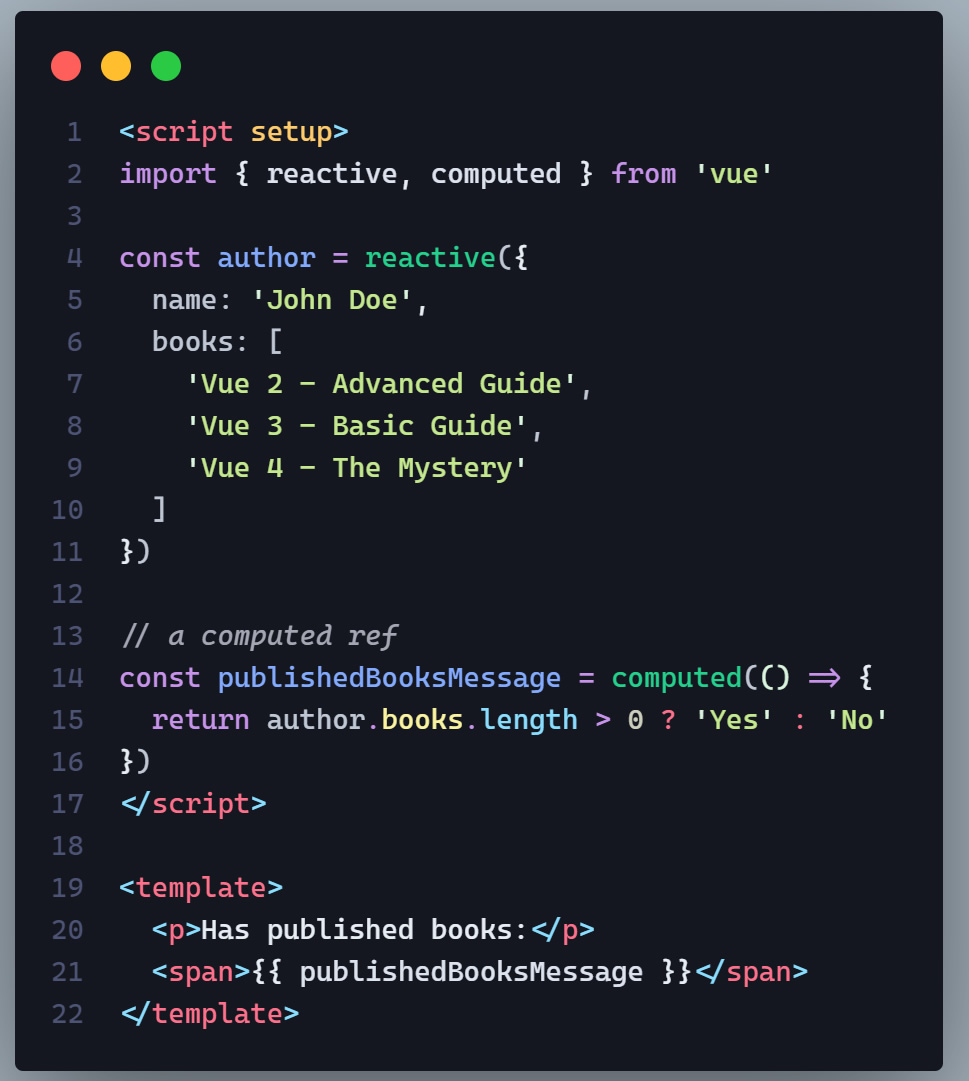 1 <script setup>
2 import { reactive, computed } from 'vue'
3
4 const author = reactive({
5   name: 'John Doe',
6   books: [
7     'Vue 2 - Advanced Guide',
8     'Vue 3 - Basic Guide',
9     'Vue 4 - The Mystery'
10   ]
11 })
12
13 // a computed ref
14 const publishedBooksMessage = computed(() => {
15   return author.books.length > 0 ? 'Yes' : 'No'
16 })
17 </script>
18
19 <template>
20   <p>Has published books:</p>
21   <span>{{ publishedBooksMessage }}</span>
22 </template>